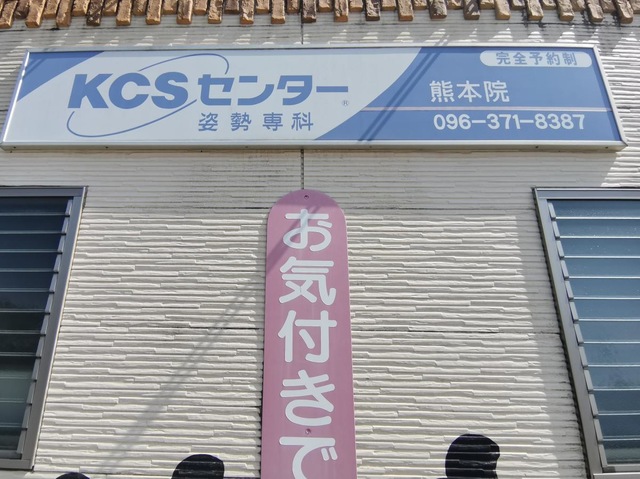 完全予約制
KCSセンター®
姿勢専科
熊本院
096-371-8387
お気付きで